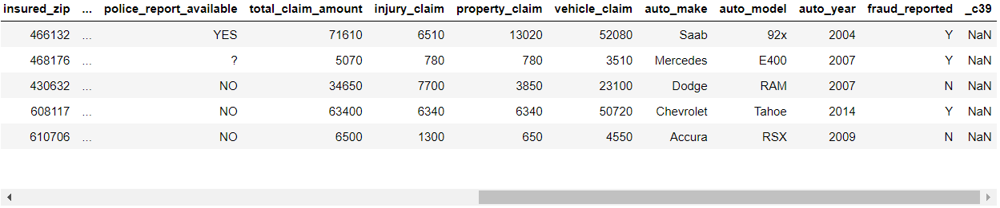 insured_zip ... police_report_available total_claim_amount injury_claim property_claim vehicle_claim auto_make auto_model auto_year fraud_reported _c39
466132 ... YES 71610 6510 13020 52080 Saab 92x 2004 Y NaN
468176 ... ? 5070 780 780 3510 Mercedes E400 2007 Y NaN
430632 ... NO 34650 7700 3850 23100 Dodge RAM 2007 N NaN
608117 ... NO 63400 6340 6340 50720 Chevrolet Tahoe 2014 Y NaN
610706 ... NO 6500 1300 650 4550 Accura RSX 2009 N NaN